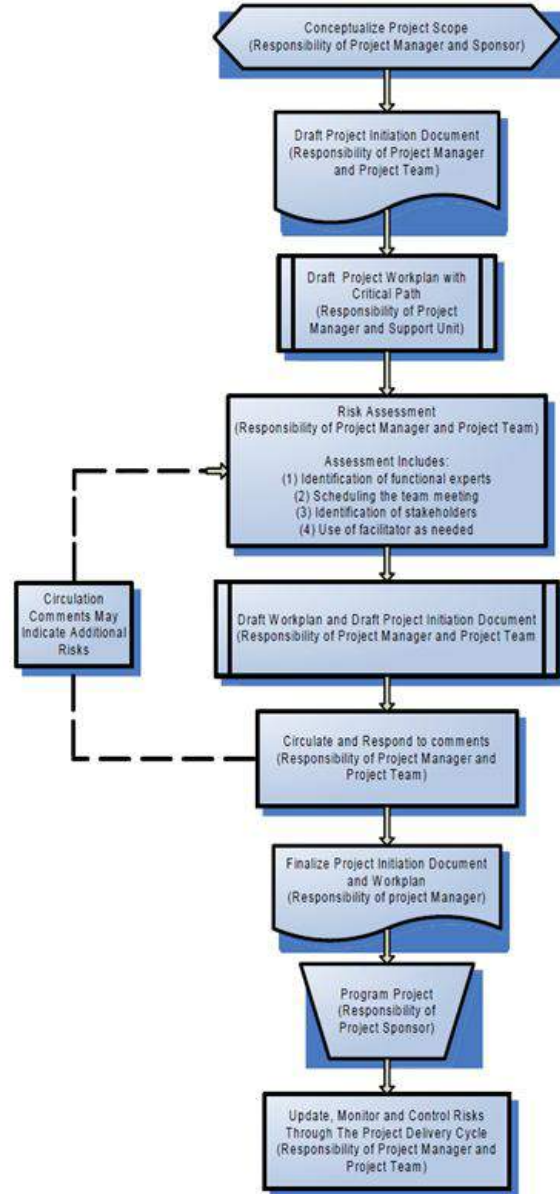 Conceptualize Project Scope
(Responsibility of Project Manager and Sponsor)
Draft Project Initiation Document
(Responsibility of Project Manager
and Project Team)
Draft Project Workplan with
Critical Path
(Responsibility of Project
Manager and Support Unit)
Risk Assessment
(Responsibility of Project Manager and Project Team)
Assessment Includes:
(1) Identification of functional experts
(2) Scheduling the team meeting
(3) Identification of stakeholders
(4) Use of facilitator as needed
Circulation
Comments May
Indicate Additional
Risks
Draft Workplan and Draft Project Initiation Document
(Responsibility of Project Manager and Project Team
Circulate and Respond to comments
(Responsibility of Project Manager and
Project Team)
Finalize Project Initiation Document
and Workplan
(Responsibility of project Manager)
Program Project
(Responsibility of
Project Sponsor)
Update, Monitor and Control Risks
Through The Project Delivery Cycle
(Responsibility of Project Manager and
Project Team)